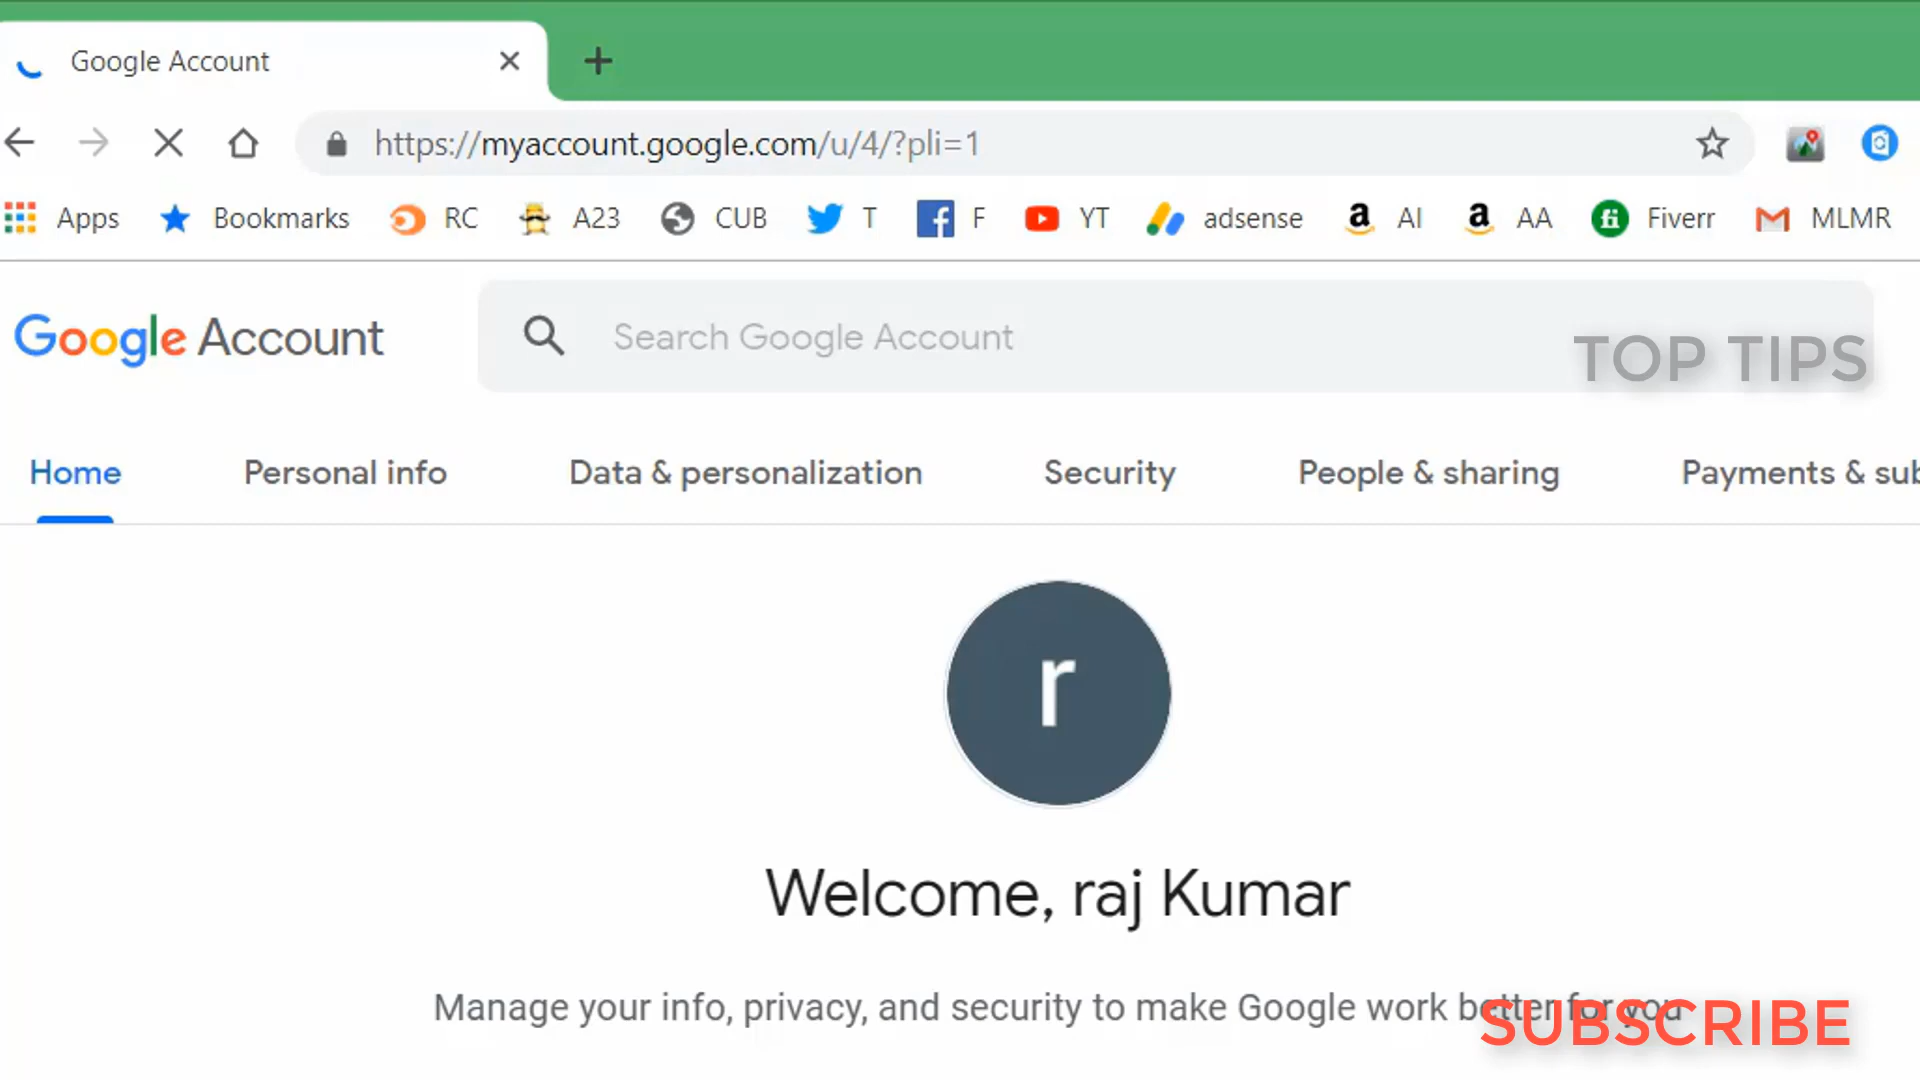 Google Account
https://myaccount.google.com/u/4/?pli=1
Apps Bookmarks RC A23 CUB T F YT adsense AI AA Fiverr MLMR
Google Account Search Google Account
TOP TIPS
Home Personal info Data & personalization Security People & sharing Payments & sub
r
Welcome, raj Kumar
Manage your info, privacy, and security to make Google work better for you
SUBSCRIBE